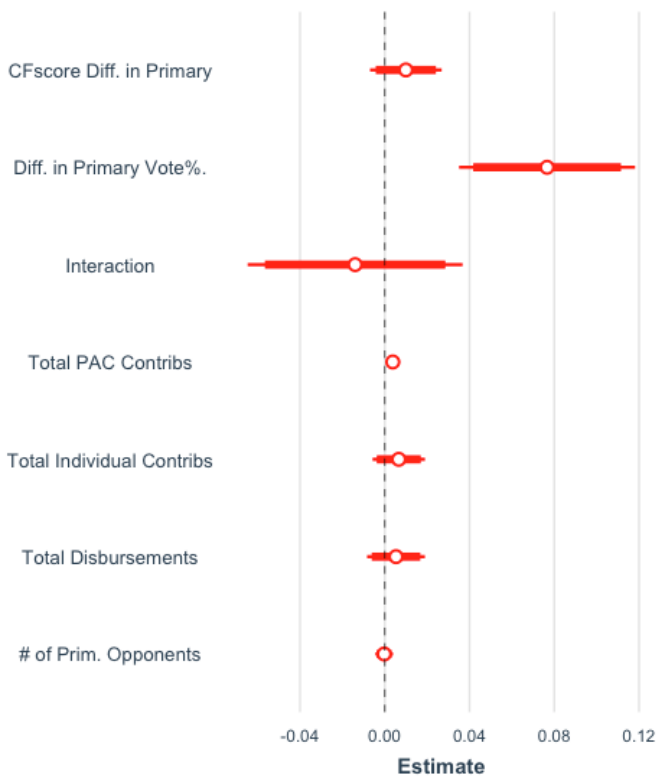 CFscore Diff. in Primary
Diff. in Primary Vote%.
Interaction
Total PAC Contribs
Total Individual Contribs
Total Disbursements
# of Prim. Opponents
-0.04 0.00 0.04 0.08 0.12
Estimate